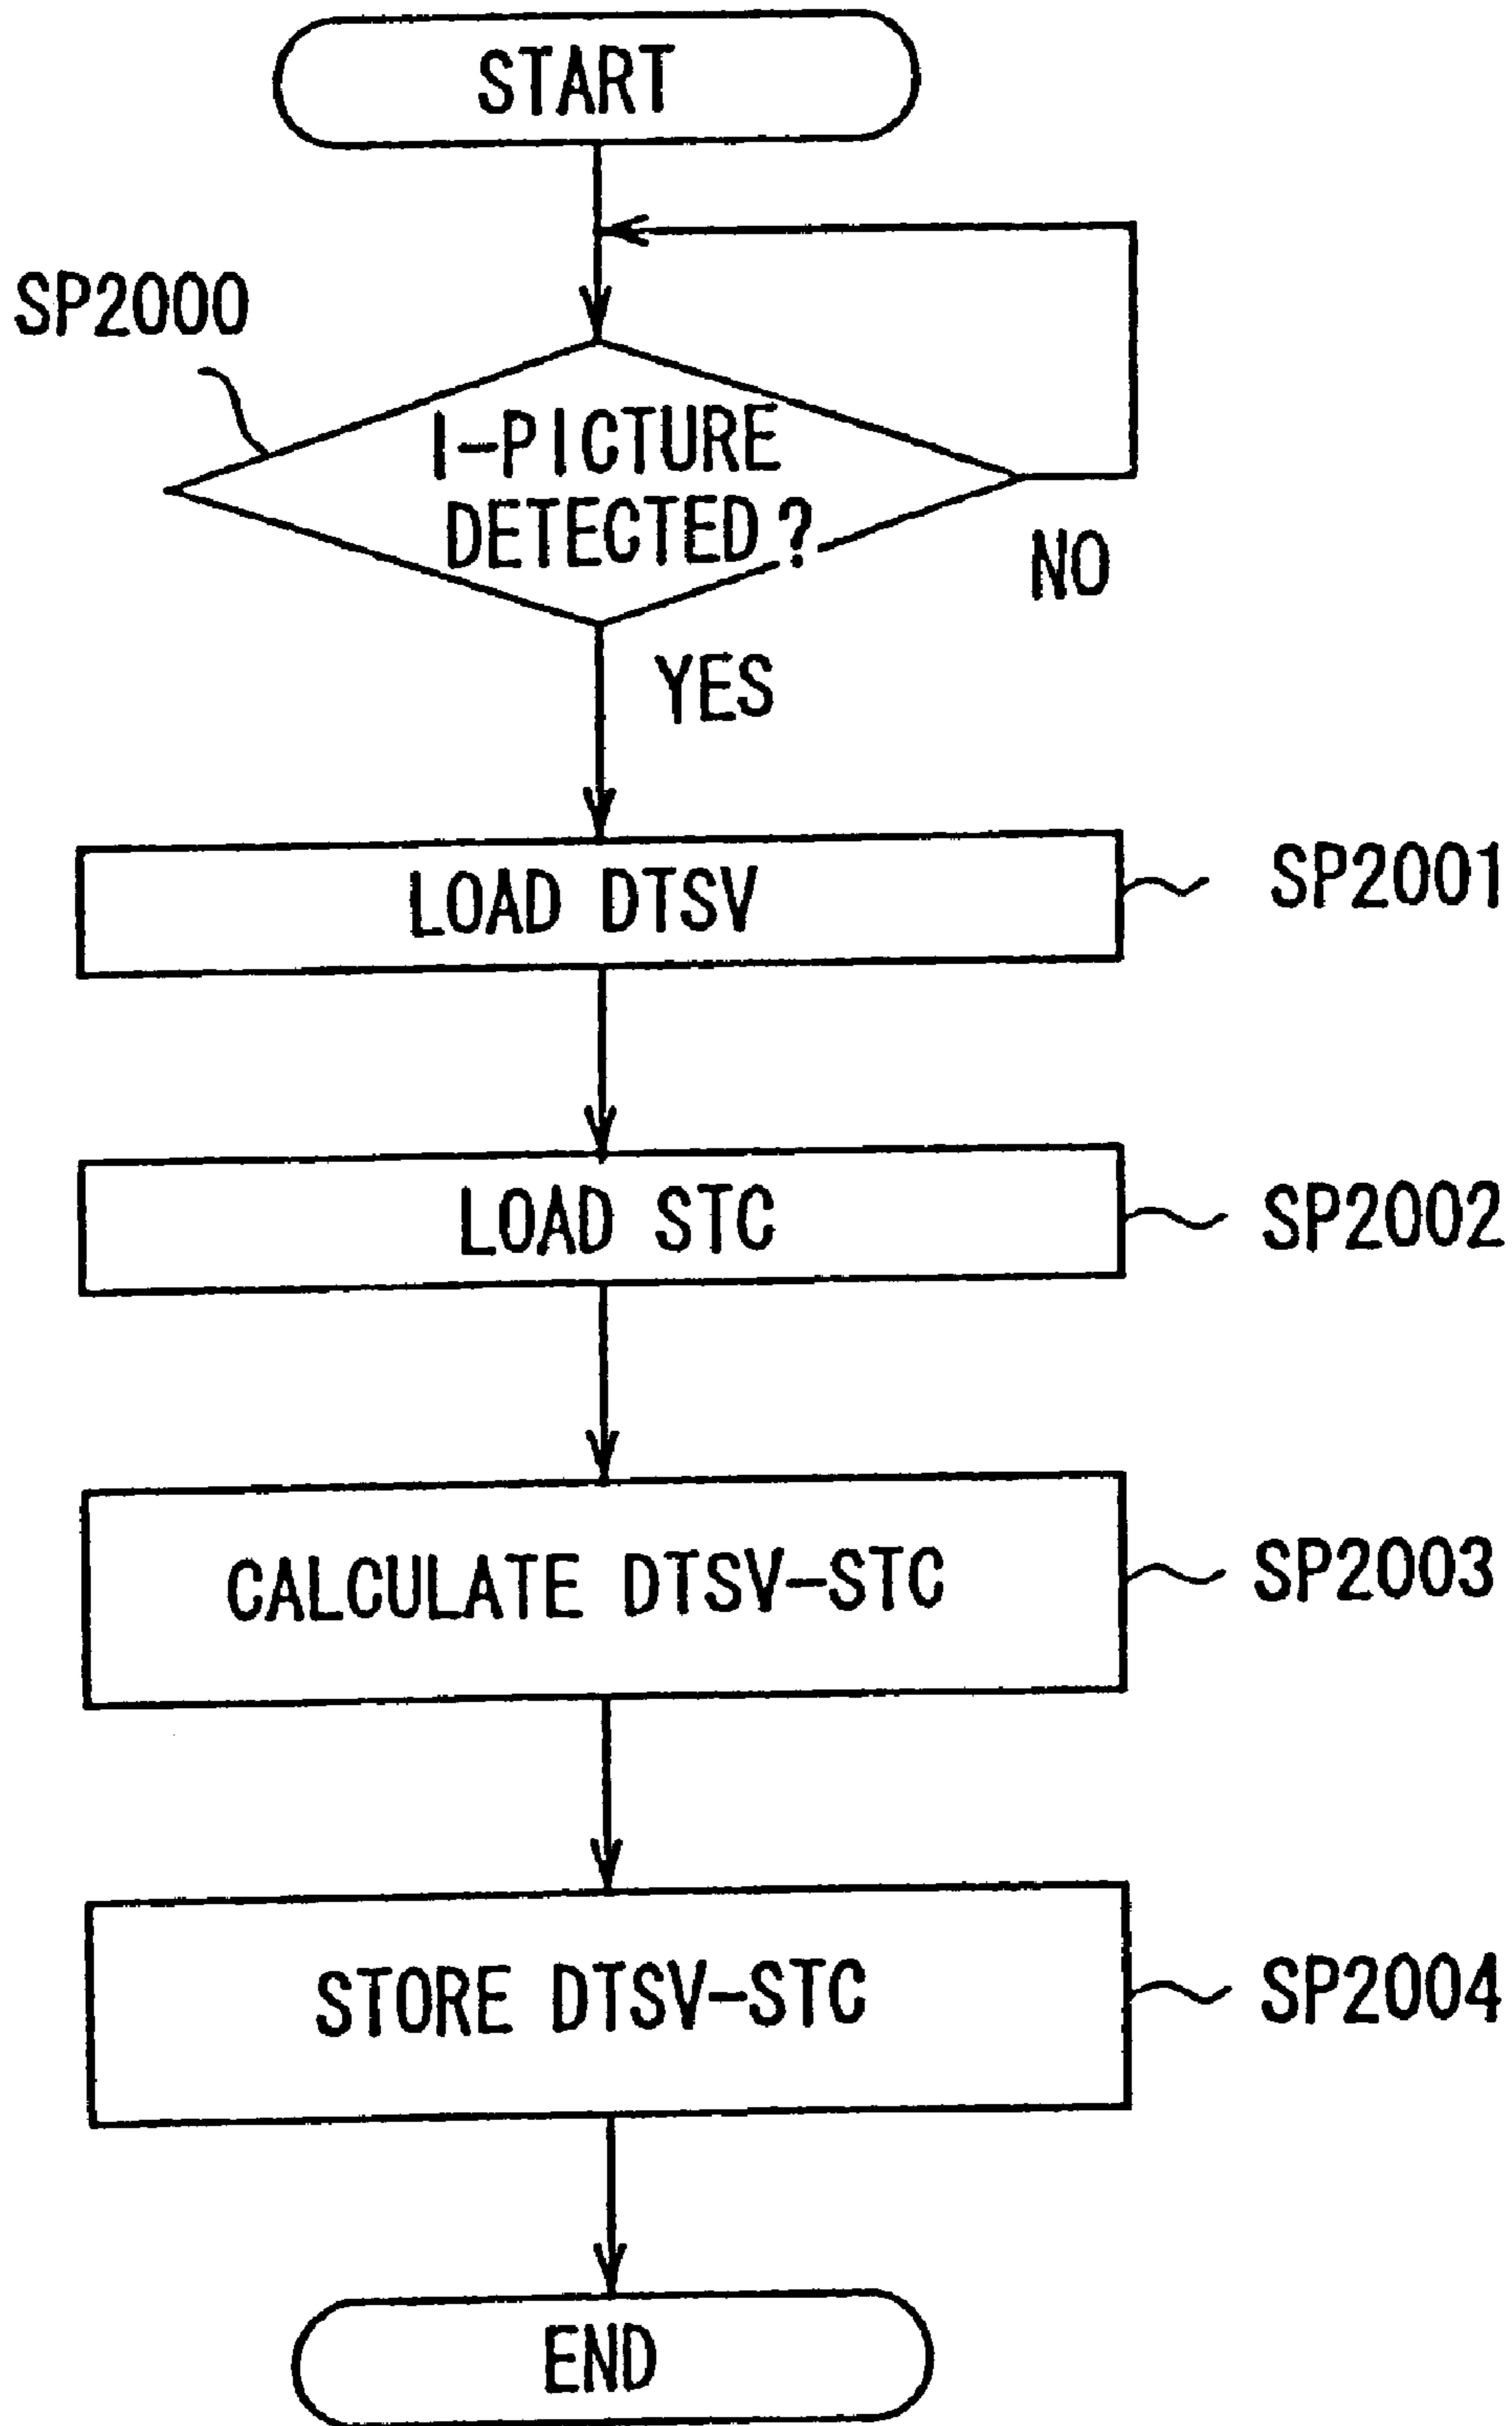 START
SP2000
I-PICTURE
DETECTED?
NO
YES
LOAD DTSV
SP2001
LOAD STC
SP2002
CALCULATE DTSV-STC
SP2003
STORE DTSV-STC
SP2004
END